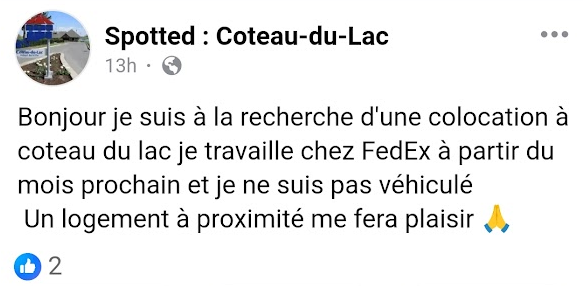 Spotted : Coteau-du-Lac
13h
Bonjour je suis à la recherche d'une colocation à
coteau du lac je travaille chez FedEx à partir du
mois prochain et je ne suis pas véhiculé
Un logement à proximité me fera plaisir 🙏
2